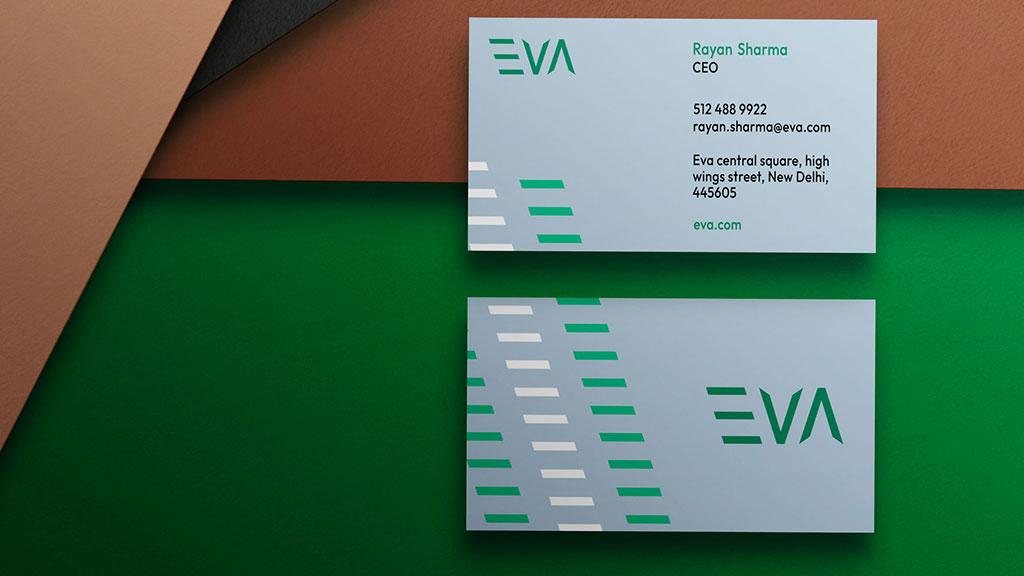 EVA
Rayan Sharma
CEO
512 488 9922
rayan.sharma@eva.com
Eva central square, high
wings street, New Delhi,
445605
eva.com
EVA